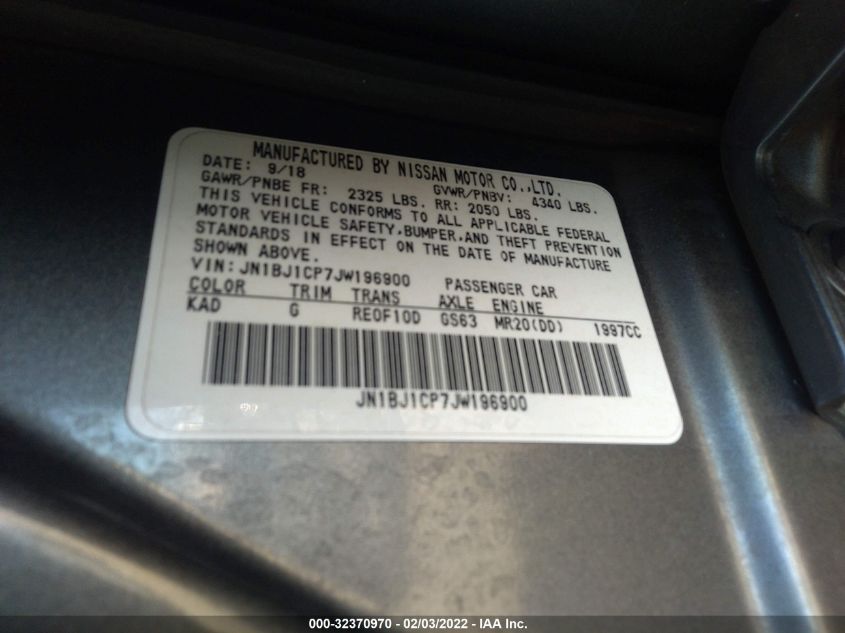 MANUFACTURED BY NISSAN MOTOR CO.,LTD.
DATE: 9/18 GVWR/PNBV: 4340 LBS.
GAWR/PNBE FR: 2325 LBS. RR: 2050 LBS.
THIS VEHICLE CONFORMS TO ALL APPLICABLE FEDERAL
MOTOR VEHICLE SAFETY,BUMPER,AND THEFT PREVENTION
STANDARDS IN EFFECT ON THE DATE OF MANUFACTURE
SHOWN ABOVE.
VIN:JN1BJ1CP7JW196900 PASSENGER CAR
COLOR TRIM TRANS AXLE ENGINE
KAD G RE0F10D GS63 MR20(DD) 1997CC
JN1BJ1CP7JW196900
000-32370970 - 02/03/2022 - IAA Inc.